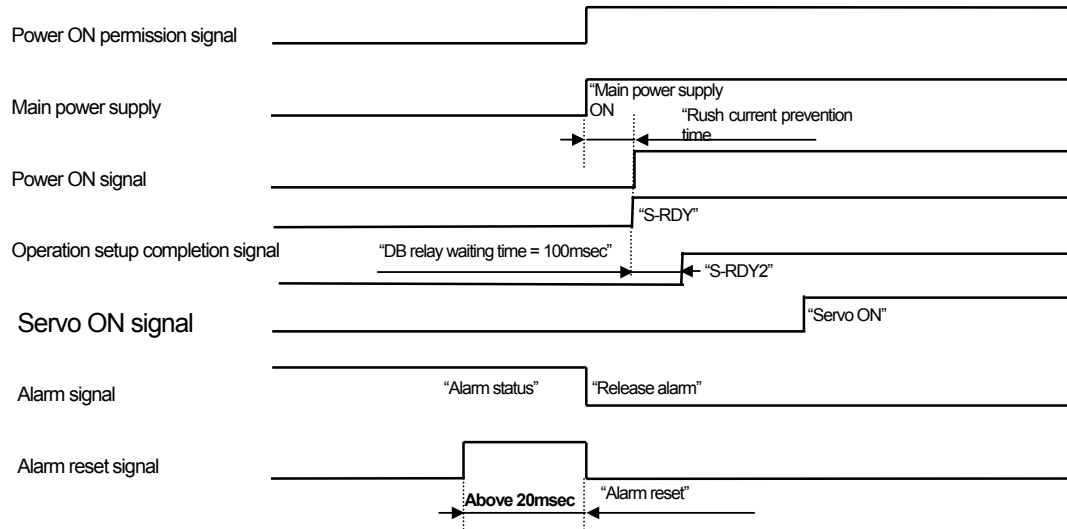 Power ON permission signal
Main power supply
“Main power supply
ON
“Rush current prevention
time
Power ON signal
“S-RDY”
Operation setup completion signal
“DB relay waiting time = 100msec”
“S-RDY2”
Servo ON signal
“Servo ON”
Alarm signal
“Alarm status”
“Release alarm”
Alarm reset signal
Above 20msec
“Alarm reset”